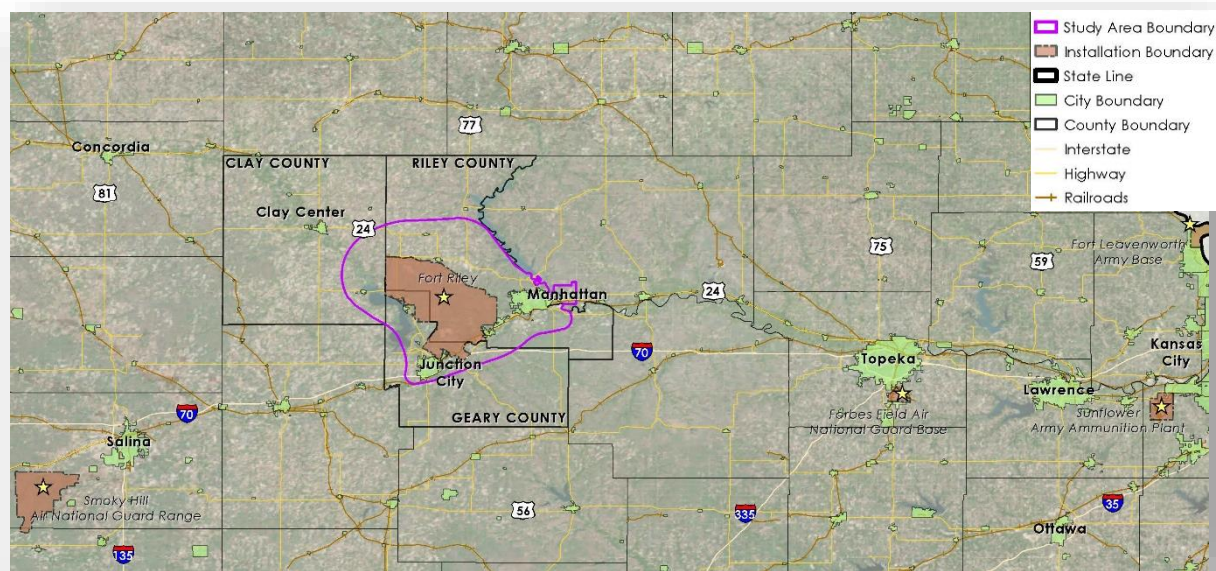 Study Area Boundary
Installation Boundary
State Line
City Boundary
County Boundary
Interstate
Highway
Railroads
77
Concordia
CLAY COUNTY
RILEY COUNTY
81
Clay Center
24
75
Fort Leavenworth
Army Base
59
Fort Riley
Manhattan
24
70
Kansas
City
Topeka
Junction
City
Lawrence
70
GEARY COUNTY
Forbes Field Air
National Guard Base
Sunflower
Army Ammunition Plant
Salina
Smoky Hill
Air National Guard Range
56
335
35
Ottawa
135